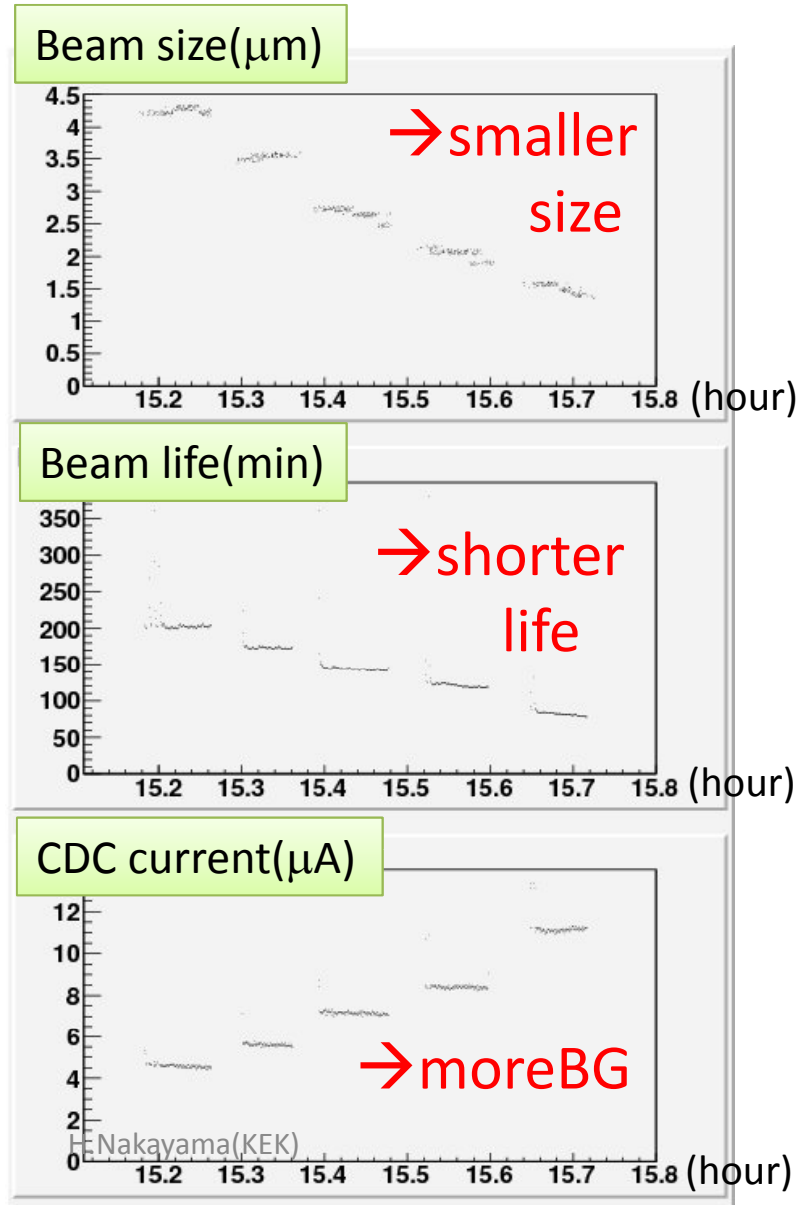 Beam size(μm)
4.5
4
3.5
3
2.5
2
1.5
1
0.5
0
→smaller
size
15.2 15.3 15.4 15.5 15.6 15.7 15.8 (hour)
Beam life(min)
350
300
250
200
150
100
50
0
→shorter
life
15.2 15.3 15.4 15.5 15.6 15.7 15.8 (hour)
CDC current(μA)
12
10
8
6
4
2
0
→moreBG
H.Nakayama(KEK)
15.2 15.3 15.4 15.5 15.6 15.7 15.8 (hour)